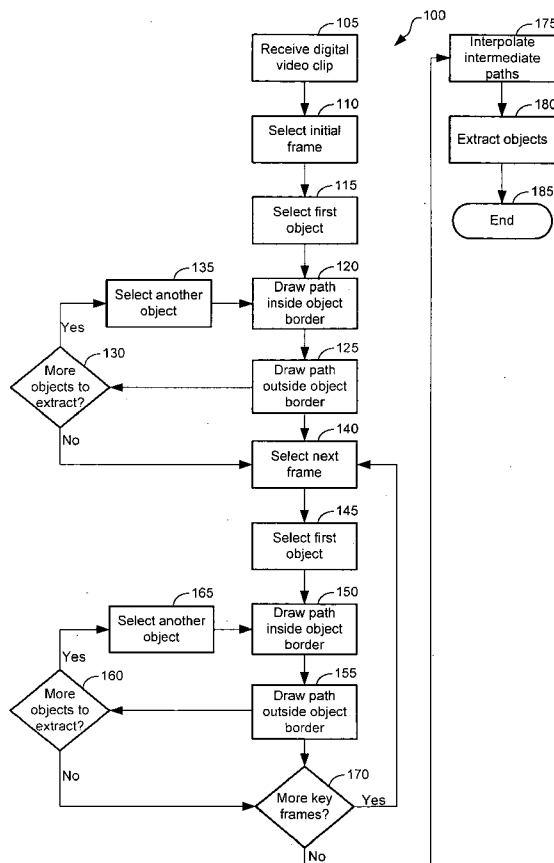 100
105
Receive digital
video clip
110
Select initial
frame
115
Select first
object
120
Draw path
inside object
border
135
Select another
object
Yes
130
More
objects to
extract?
No
125
Draw path
outside object
border
140
Select next
frame
145
Select first
object
150
Draw path
inside object
border
165
Select another
object
Yes
160
More
objects to
extract?
No
155
Draw path
outside object
border
170
More key
frames?
Yes
No
175
Interpolate
intermediate
paths
180
Extract objects
185
End